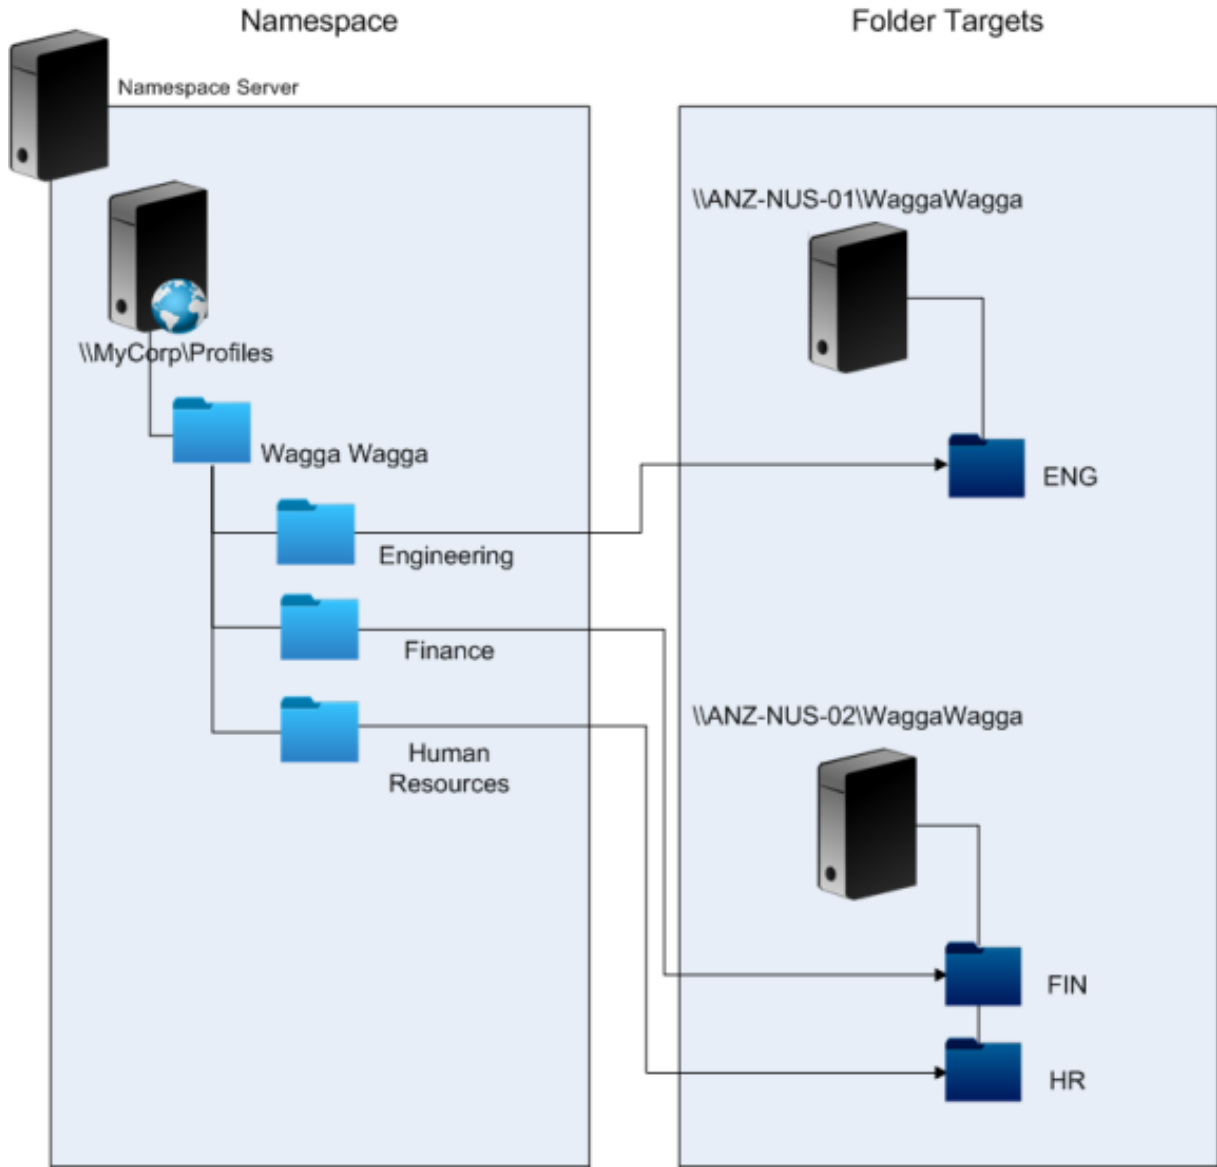 Namespace
Folder Targets
Namespace Server
\\MyCorp\Profiles
Wagga Wagga
Engineering
Finance
Human
Resources
\\ANZ-NUS-01\WaggaWagga
ENG
\\ANZ-NUS-02\WaggaWagga
FIN
HR